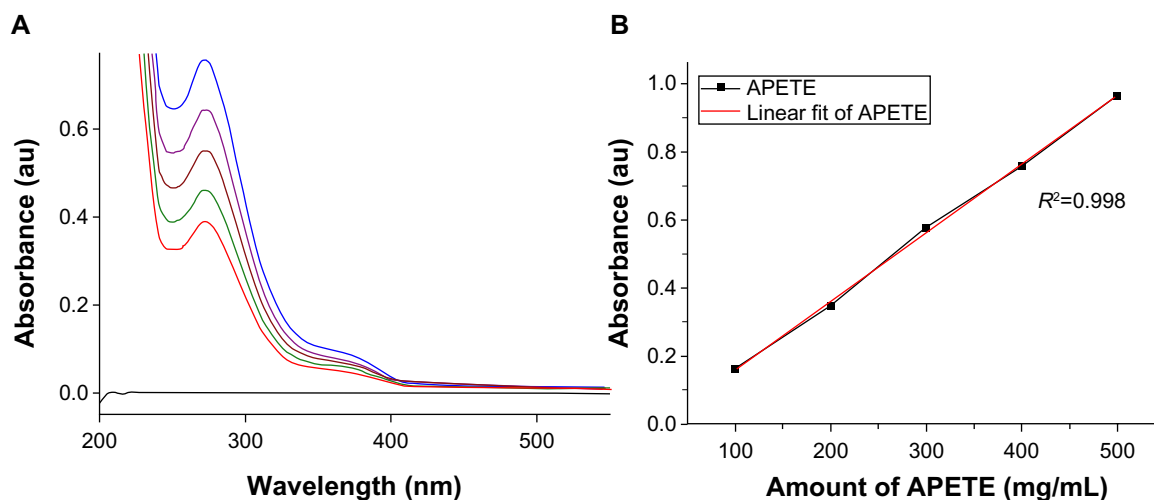 A
Absorbance (au)
0.6
0.4
0.2
0.0
200
300
400
500
Wavelength (nm)
B
Absorbance (au)
1.0
0.8
0.6
0.4
0.2
0.0
APETE
Linear fit of APETE
R²=0.998
100
200
300
400
500
Amount of APETE (mg/mL)